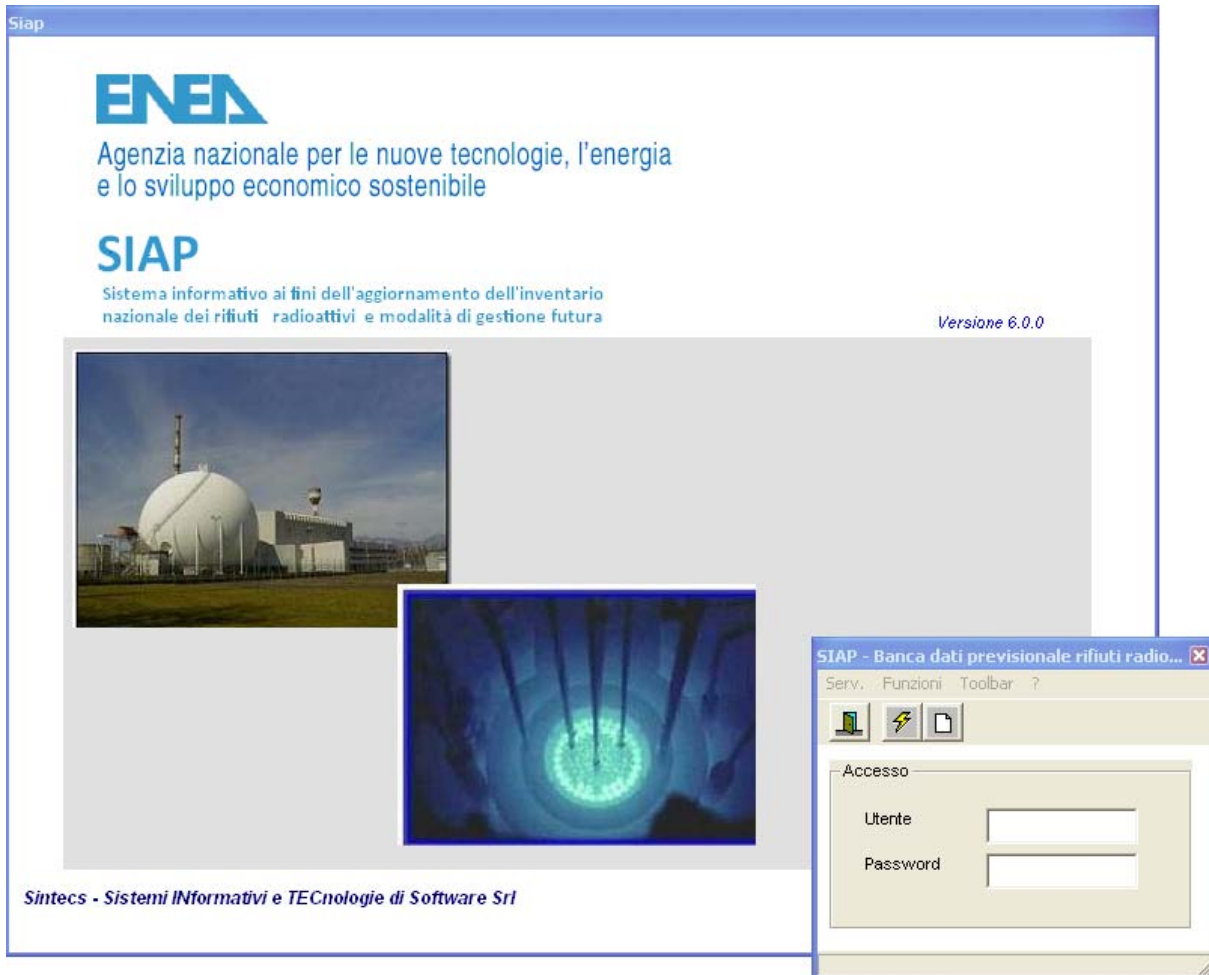 Siap
ENEA
Agenzia nazionale per le nuove tecnologie, l'energia
e lo sviluppo economico sostenibile
SIAP
Sistema informativo ai fini dell'aggiornamento dell'inventario
nazionale dei rifiuti radioattivi e modalità di gestione futura
Versione 6.0.0
SIAP - Banca dati previsionale rifiuti radio...
Serv. Funzioni Toolbar ?
Accesso
Utente
Password
Sintecs - Sistemi INformativi e TECnologie di Software Srl